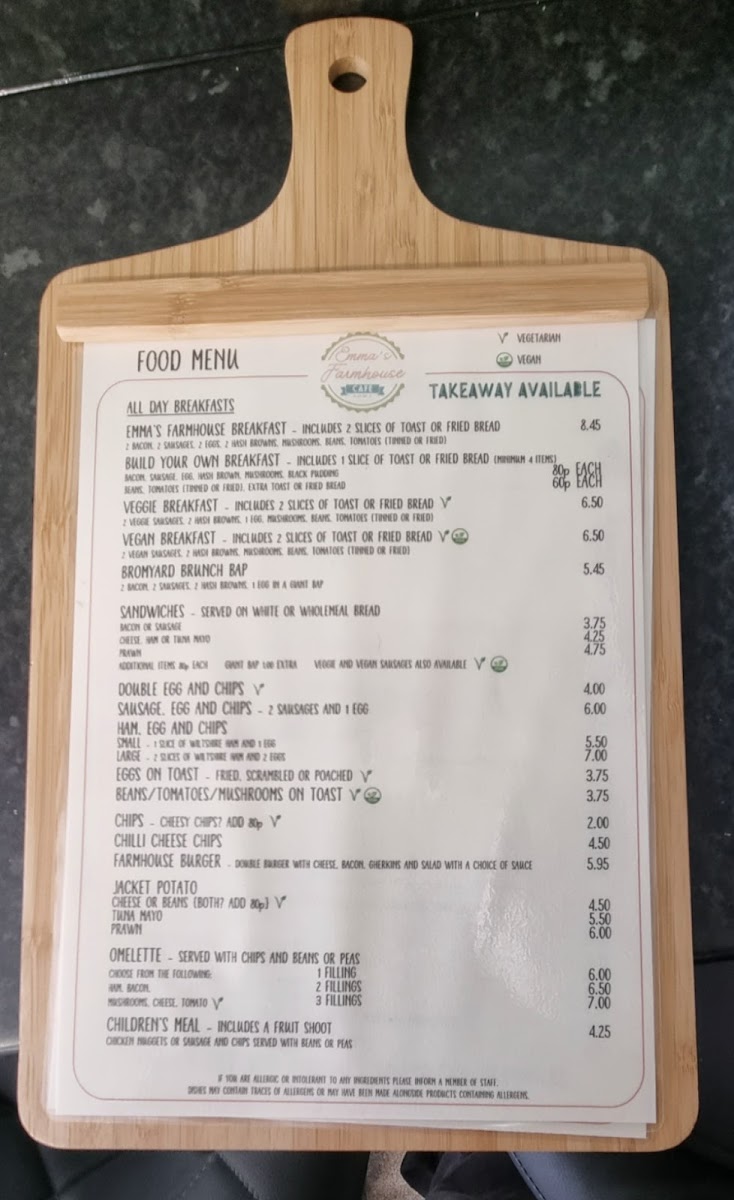 FOOD MENU
Emma's
Farmhouse
CAFE
VEGETARIAN
VEGAN
TAKEAWAY AVAILABLE
ALL DAY BREAKFASTS
EMMA'S FARMHOUSE BREAKFAST - INCLUDES 2 SLICES OF TOAST OR FRIED BREAD 8.45
2 BACON, 2 SAUSAGES, 2 EGGS, 2 HASH BROWNS, MUSHROOMS, BEANS, TOMATOES (TINNED OR FRIED)
BUILD YOUR OWN BREAKFAST - INCLUDES 1 SLICE OF TOAST OR FRIED BREAD (MINIMUM 4 ITEMS)
BACON, SAUSAGE, EGG, HASH BROWN, MUSHROOMS, BLACK PUDDING 80p EACH
BEANS, TOMATOES (TINNED OR FRIED), EXTRA TOAST OR FRIED BREAD 60p EACH
VEGGIE BREAKFAST - INCLUDES 2 SLICES OF TOAST OR FRIED BREAD V 6.50
2 VEGGIE SAUSAGES, 2 HASH BROWNS, 1 EGG, MUSHROOMS, BEANS, TOMATOES (TINNED OR FRIED)
VEGAN BREAKFAST - INCLUDES 2 SLICES OF TOAST OR FRIED BREAD V 6.50
2 VEGAN SAUSAGES, 2 HASH BROWNS, MUSHROOMS, BEANS, TOMATOES (TINNED OR FRIED)
BROMYARD BRUNCH BAP 5.45
2 BACON, 2 SAUSAGES, 2 HASH BROWNS, 1 EGG IN A GIANT BAP
SANDWICHES - SERVED ON WHITE OR WHOLEMEAL BREAD
BACON OR SAUSAGE 3.75
CHEESE, HAM OR TUNA MAYO 4.25
PRAWN 4.75
ADDITIONAL ITEMS 80p EACH GIANT BAP 1.00 EXTRA VEGGIE AND VEGAN SAUSAGES ALSO AVAILABLE V
DOUBLE EGG AND CHIPS V 4.00
SAUSAGE, EGG AND CHIPS - 2 SAUSAGES AND 1 EGG 6.00
HAM, EGG AND CHIPS
SMALL - 1 SLICE OF WILTSHIRE HAM AND 1 EGG 5.50
LARGE - 2 SLICES OF WILTSHIRE HAM AND 2 EGGS 7.00
EGGS ON TOAST - FRIED, SCRAMBLED OR POACHED V 3.75
BEANS/TOMATOES/MUSHROOMS ON TOAST V 3.75
CHIPS - CHEESY CHIPS? ADD 80p V 2.00
CHILLI CHEESE CHIPS 4.50
FARMHOUSE BURGER - DOUBLE BURGER WITH CHEESE, BACON, GHERKINS AND SALAD WITH A CHOICE OF SAUCE 5.95
JACKET POTATO
CHEESE OR BEANS (BOTH? ADD 80p) V 4.50
TUNA MAYO 5.50
PRAWN 6.00
OMELETTE - SERVED WITH CHIPS AND BEANS OR PEAS
CHOOSE FROM THE FOLLOWING: 1 FILLING 6.00
HAM, BACON, 2 FILLINGS 6.50
MUSHROOMS, CHEESE, TOMATO V 3 FILLINGS 7.00
CHILDREN'S MEAL - INCLUDES A FRUIT SHOOT 4.25
CHICKEN NUGGETS OR SAUSAGE AND CHIPS SERVED WITH BEANS OR PEAS
IF YOU ARE ALLERGIC OR INTOLERANT TO ANY INGREDIENTS PLEASE INFORM A MEMBER OF STAFF.
DISHES MAY CONTAIN TRACES OF ALLERGENS OR MAY HAVE BEEN MADE ALONGSIDE PRODUCTS CONTAINING ALLERGENS.